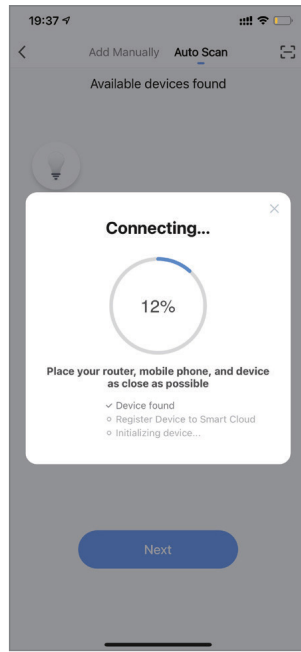 19:37
Add Manually Auto Scan
Available devices found
Connecting...
12%
Place your router, mobile phone, and device
as close as possible
Device found
Register Device to Smart Cloud
Initializing device...
Next